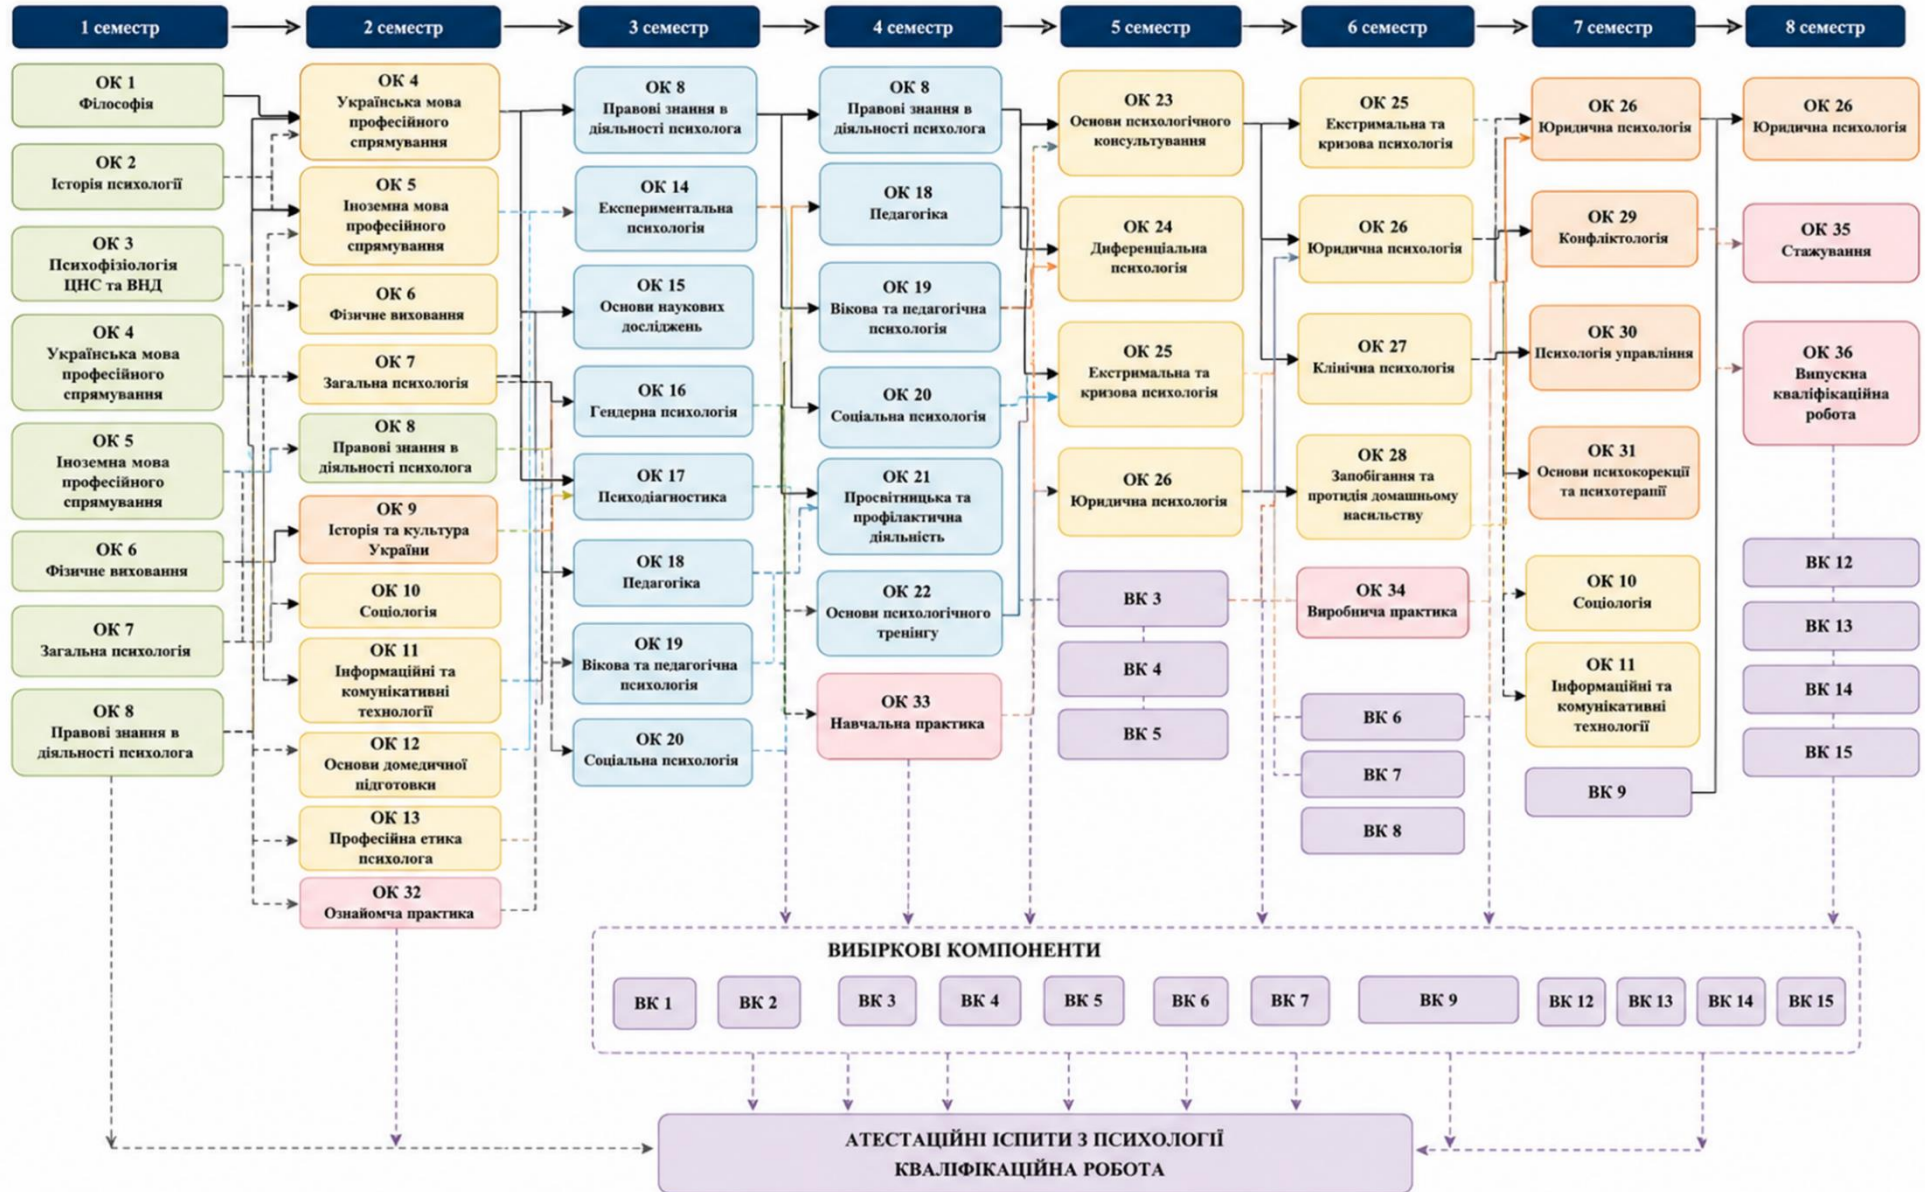 1 семестр
2 семестр
3 семестр
4 семестр
5 семестр
6 семестр
7 семестр
8 семестр
ОК 1
Філософія
ОК 2
Історія психології
ОК 3
Психофізіологія
ЦНС та ВНД
ОК 4
Українська мова
професійного
спрямування
ОК 5
Іноземна мова
професійного
спрямування
ОК 6
Фізичне виховання
ОК 7
Загальна психологія
ОК 8
Правові знання в
діяльності психолога
ОК 4
Українська мова
професійного
спрямування
ОК 5
Іноземна мова
професійного
спрямування
ОК 6
Фізичне виховання
ОК 7
Загальна психологія
ОК 8
Правові знання в
діяльності психолога
ОК 9
Історія та культура
України
ОК 10
Соціологія
ОК 11
Інформаційні та
комунікативні
технології
ОК 12
Основи домедичної
підготовки
ОК 13
Професійна етика
психолога
ОК 32
Ознайомча практика
ОК 8
Правові знання в
діяльності психолога
ОК 14
Експериментальна
психологія
ОК 15
Основи наукових
досліджень
ОК 16
Гендерна психологія
ОК 17
Психодіагностика
ОК 18
Педагогіка
ОК 19
Вікова та педагогічна
психологія
ОК 20
Соціальна психологія
ОК 8
Правові знання в
діяльності психолога
ОК 18
Педагогіка
ОК 19
Вікова та педагогічна
психологія
ОК 20
Соціальна психологія
ОК 21
Просвітницька та
профілактична
діяльність
ОК 22
Основи психологічного
тренінгу
ОК 33
Навчальна практика
ОК 23
Основи психологічного
консультування
ОК 24
Диференціальна
психологія
ОК 25
Екстримальна та
кризова психологія
ОК 26
Юридична психологія
ВК 3
ВК 4
ВК 5
ОК 25
Екстримальна та
кризова психологія
ОК 26
Юридична психологія
ОК 27
Клінічна психологія
ОК 28
Запобігання та
протидія домашньому
насильству
ОК 34
Виробнича практика
ВК 6
ВК 7
ВК 8
ОК 26
Юридична психологія
ОК 29
Конфліктологія
ОК 30
Психологія управління
ОК 31
Основи психокорекції
та психотерапії
ОК 10
Соціологія
ОК 11
Інформаційні та
комунікативні
технології
ВК 9
ОК 26
Юридична психологія
ОК 35
Стажування
ОК 36
Випускна
кваліфікаційна
робота
ВК 12
ВК 13
ВК 14
ВК 15
ВИБІРКОВІ КОМПОНЕНТИ
ВК 1
ВК 2
ВК 3
ВК 4
ВК 5
ВК 6
ВК 7
ВК 9
ВК 12
ВК 13
ВК 14
ВК 15
АТЕСТАЦІЙНІ ІСПИТИ З ПСИХОЛОГІЇ
КВАЛІФІКАЦІЙНА РОБОТА